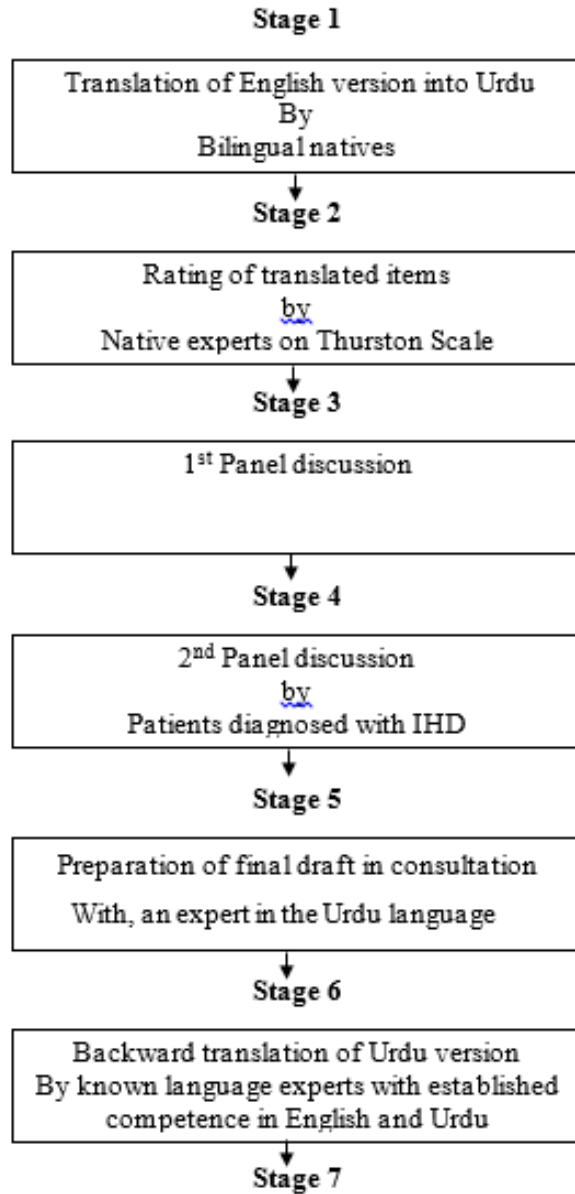 Stage 1
Translation of English version into Urdu
By
Bilingual natives
Stage 2
Rating of translated items
by
Native experts on Thurston Scale
Stage 3
1st Panel discussion
Stage 4
2nd Panel discussion
by
Patients diagnosed with IHD
Stage 5
Preparation of final draft in consultation
With, an expert in the Urdu language
Stage 6
Backward translation of Urdu version
By known language experts with established
competence in English and Urdu
Stage 7